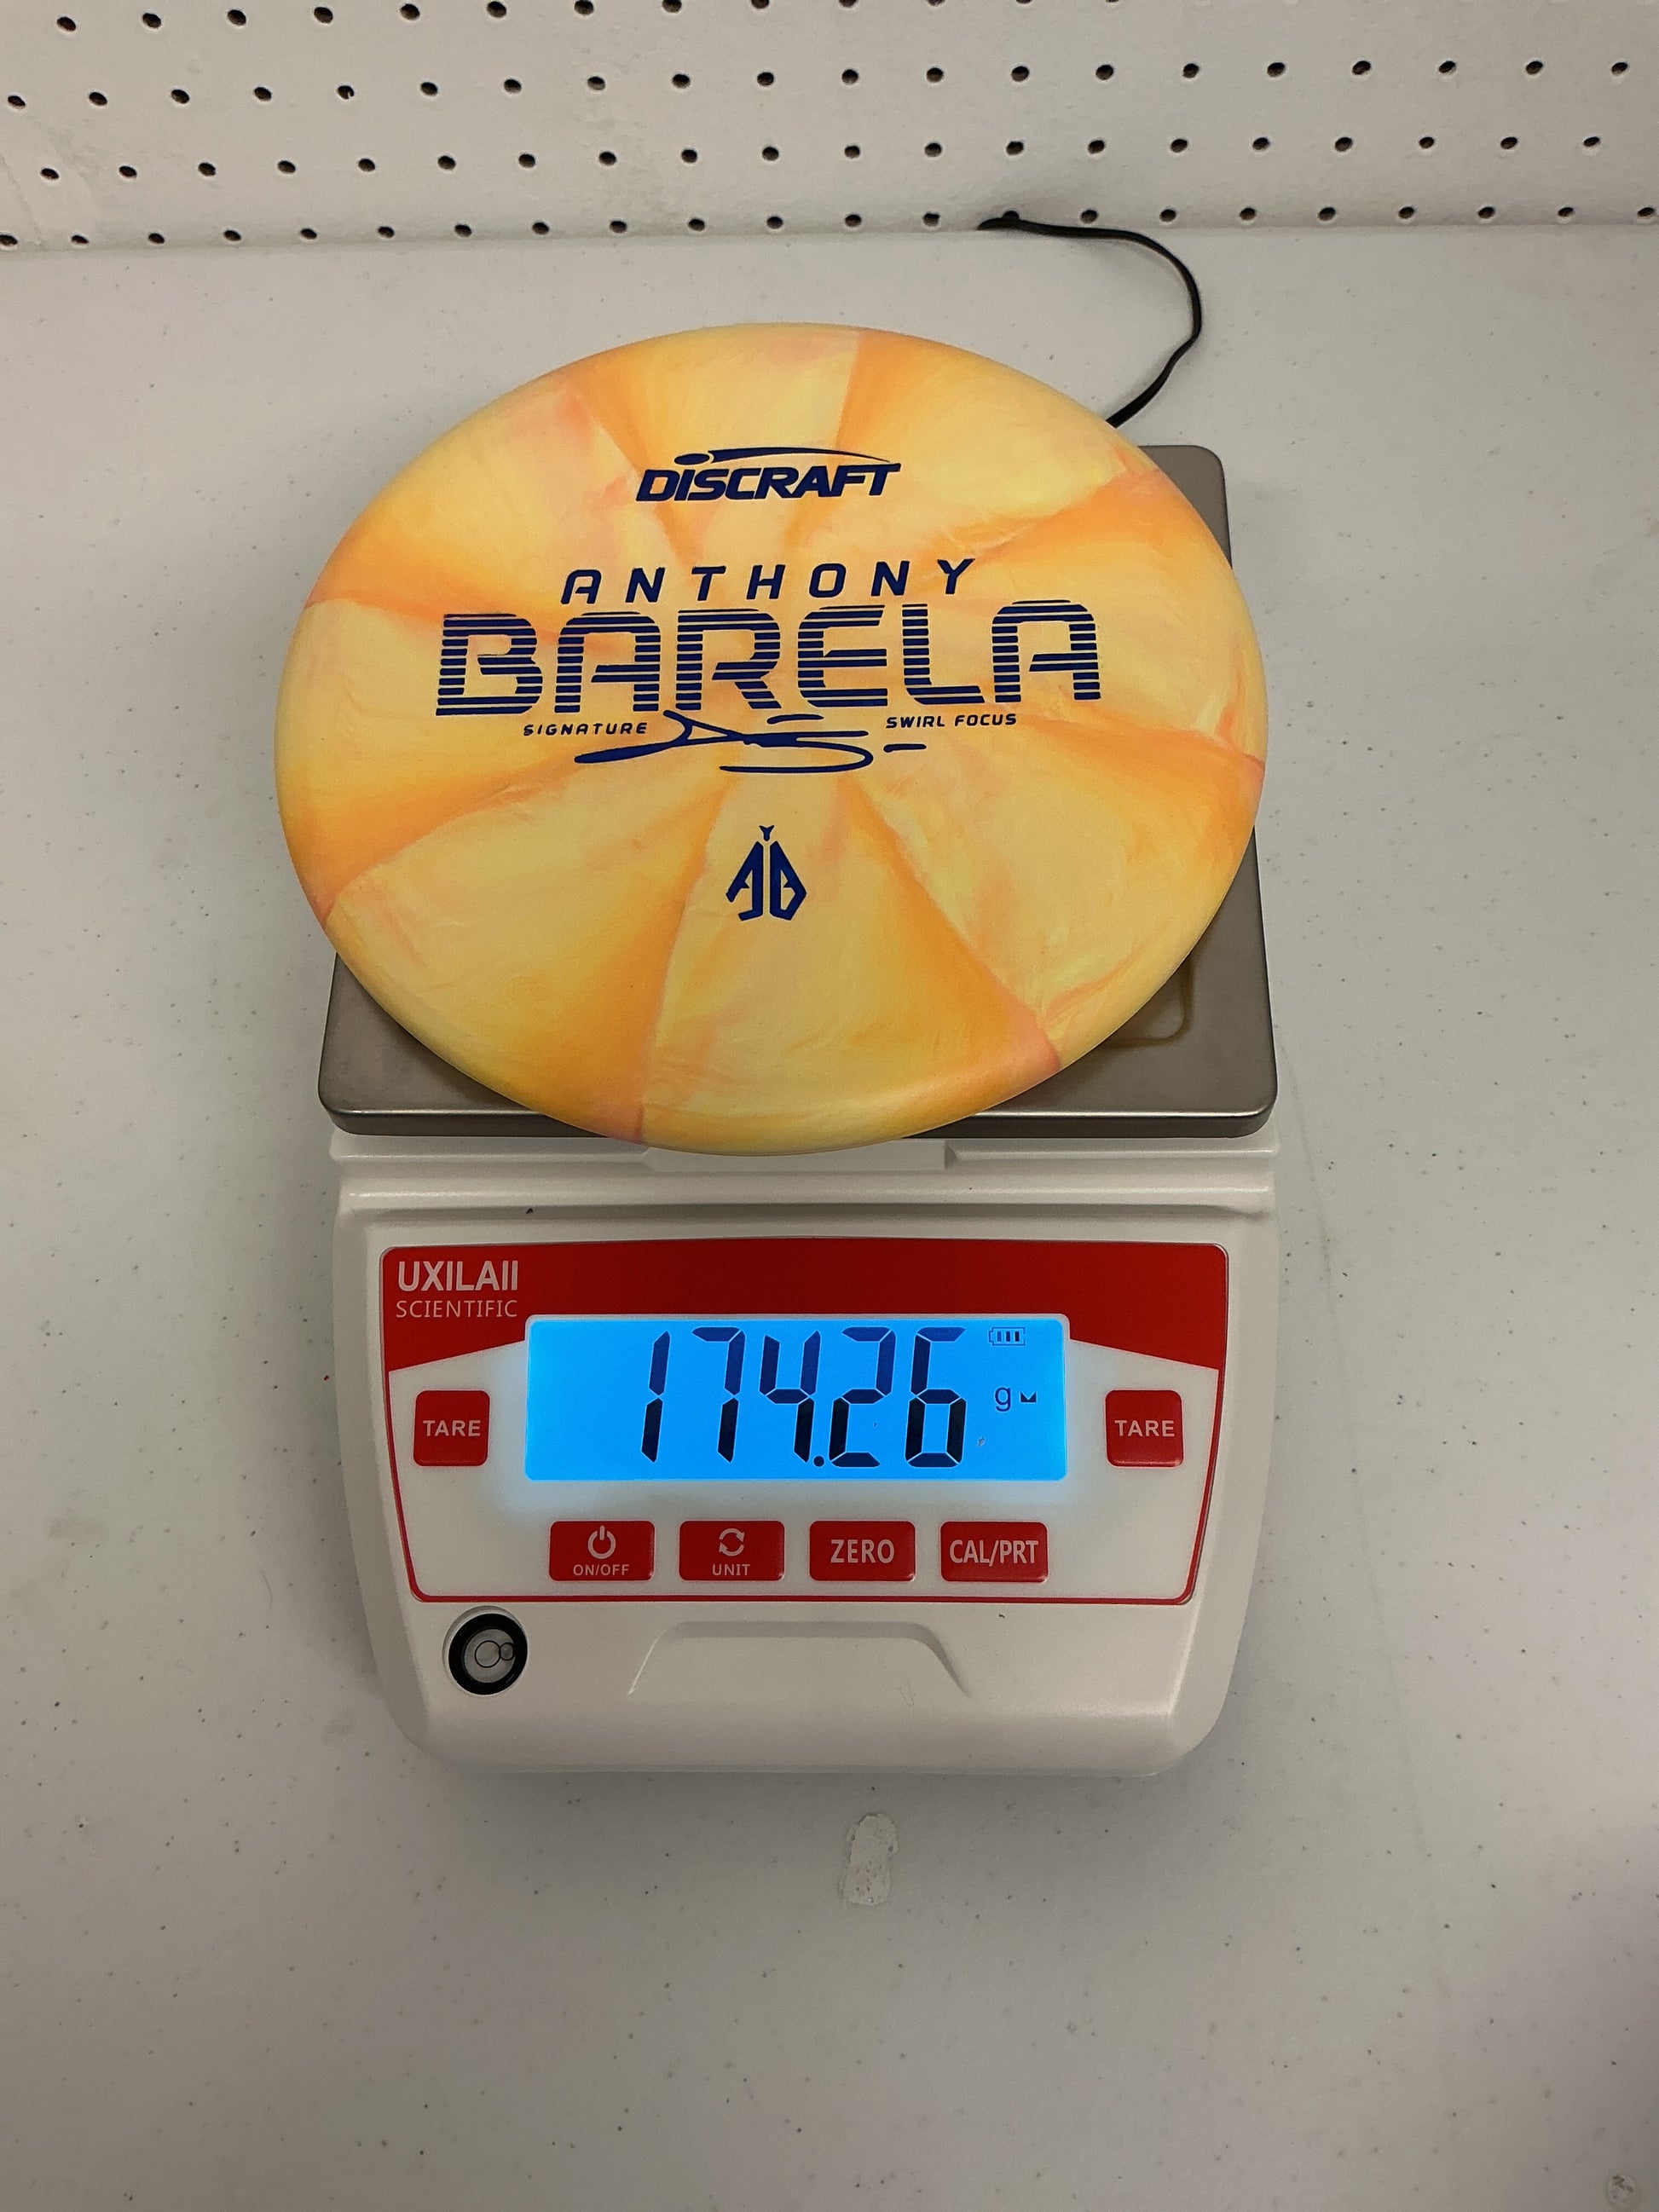 DISCRAFT
ANTHONY
BARELA
SIGNATURE SWIRL FOCUS
AB
UXILAII
SCIENTIFIC
174.26 g
TARE TARE
ON/OFF UNIT ZERO CAL/PRT